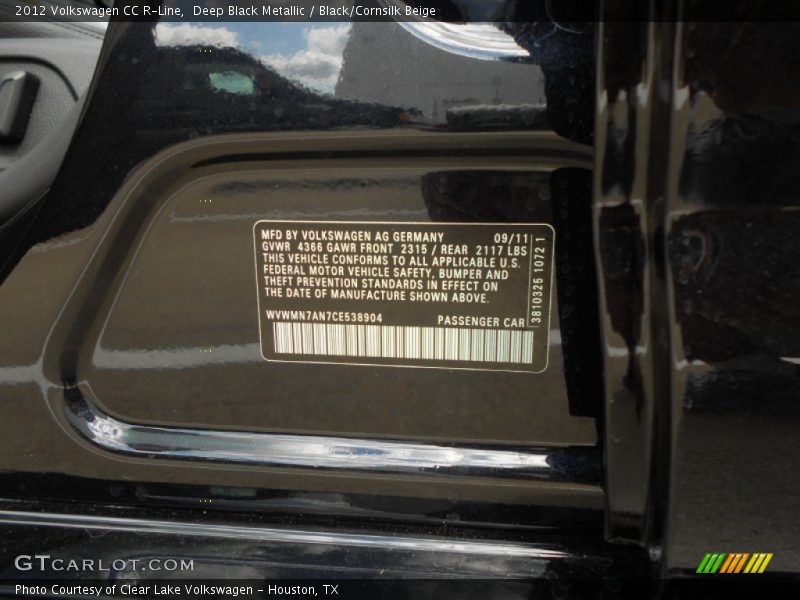 2012 Volkswagen CC R-Line, Deep Black Metallic / Black/Cornsilk Beige
MFD BY VOLKSWAGEN AG GERMANY 09/11
GVWR 4366 GAWR FRONT 2315 / REAR 2117 LBS
THIS VEHICLE CONFORMS TO ALL APPLICABLE U.S.
FEDERAL MOTOR VEHICLE SAFETY, BUMPER AND
THEFT PREVENTION STANDARDS IN EFFECT ON
THE DATE OF MANUFACTURE SHOWN ABOVE.
WVWMN7AN7CE538904 PASSENGER CAR
3810325 1072 1
GTCARLOT.COM
Photo Courtesy of Clear Lake Volkswagen - Houston, TX